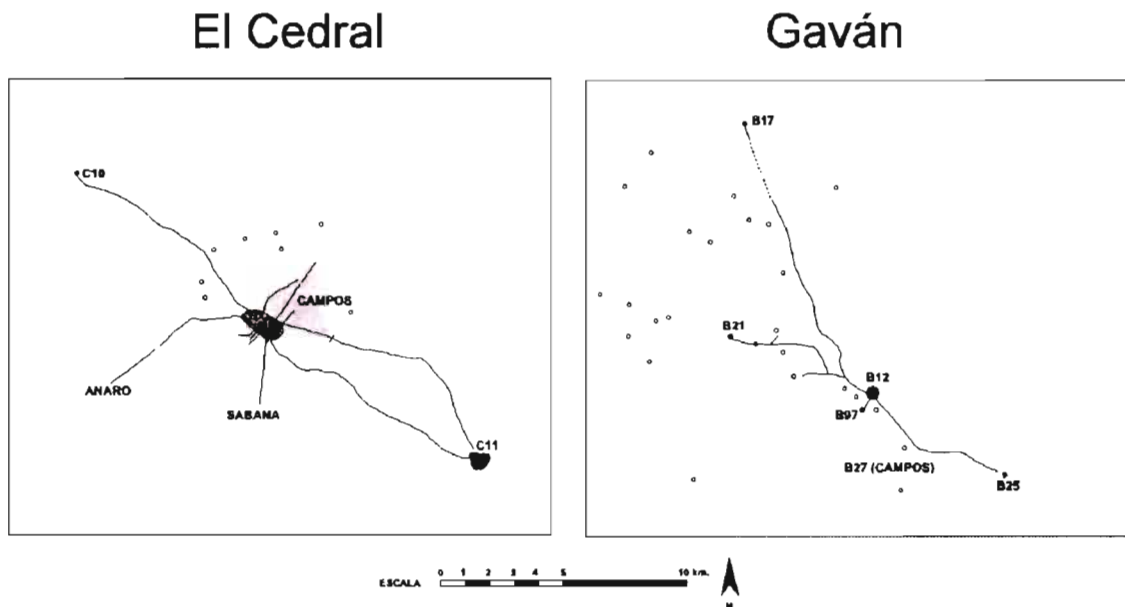 El Cedral
Gaván
C10
CAMPOS
ANARO
SABANA
C11
B17
B21
B12
B97
B27 (CAMPOS)
B25
ESCALA 0 1 2 3 4 5 10 km.
N